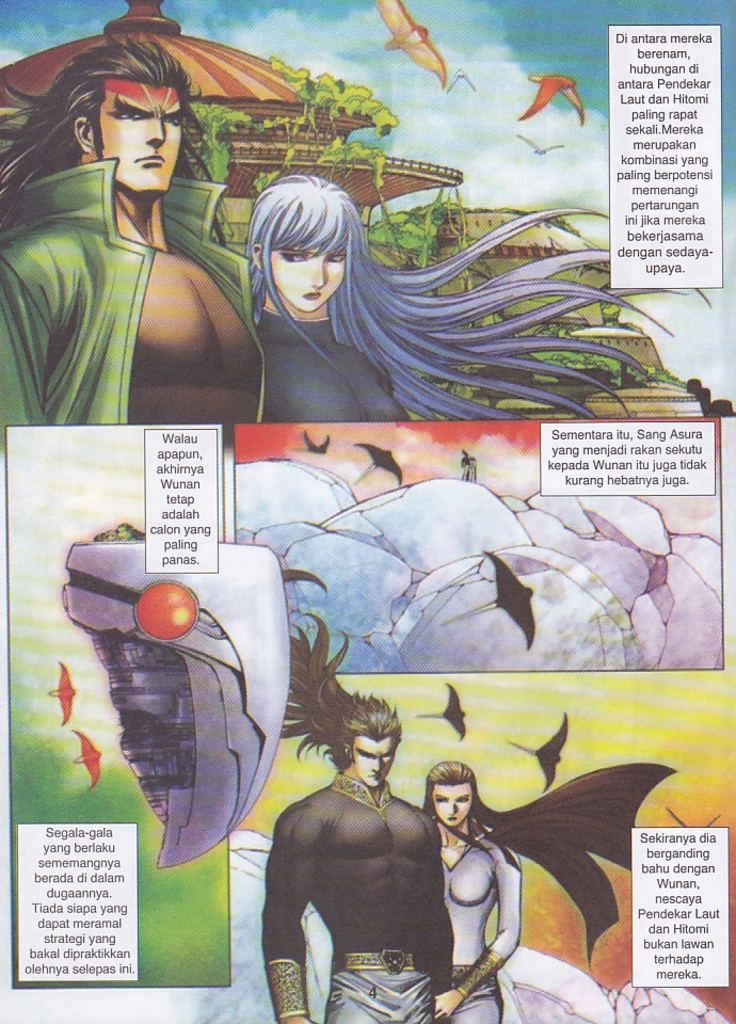 Di antara mereka
berenam,
hubungan di
antara Pendekar
Laut dan Hitomi
paling rapat
sekali.Mereka
merupakan
kombinasi yang
paling berpotensi
memenangi
pertarungan
ini jika mereka
bekerjasama
dengan sedaya-
upaya.
Walau
apapun,
akhirnya
Wunan
tetap
adalah
calon yang
paling
panas.
Sementara itu, Sang Asura
yang menjadi rakan sekutu
kepada Wunan itu juga tidak
kurang hebatnya juga.
Segala-gala
yang berlaku
sememangnya
berada di dalam
dugaannya.
Tiada siapa yang
dapat meramal
strategi yang
bakal dipraktikkan
olehnya selepas ini.
Sekiranya dia
berganding
bahu dengan
Wunan,
nescaya
Pendekar Laut
dan Hitomi
bukan lawan
terhadap
mereka.
4